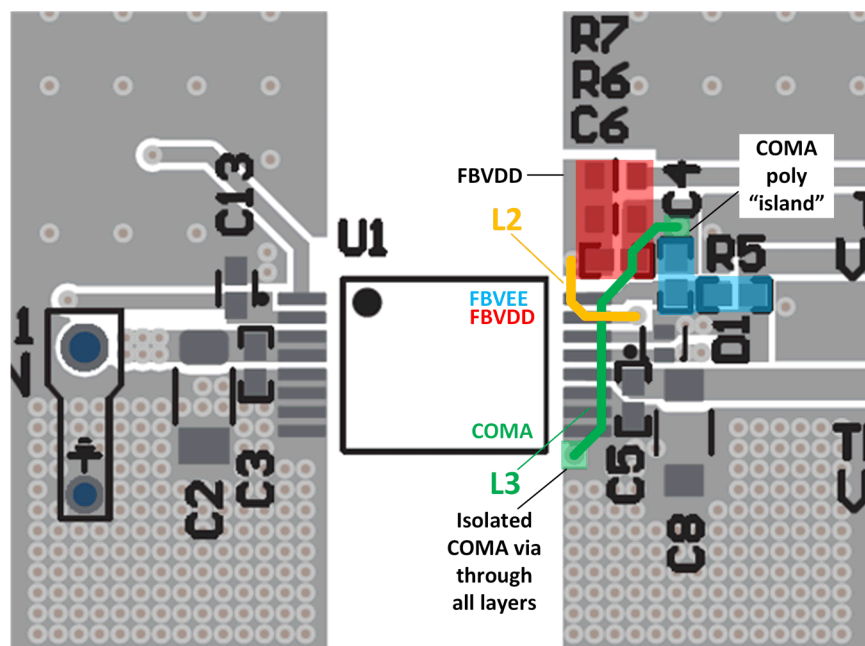 R7
R6
C6
FBVDD
COMA
poly
“island”
C4
C13
L2
U1
R5
FBVEE
FBVDD
D1
1
COMA
L3
C2
C3
C5
C8
Isolated
COMA via
through
all layers